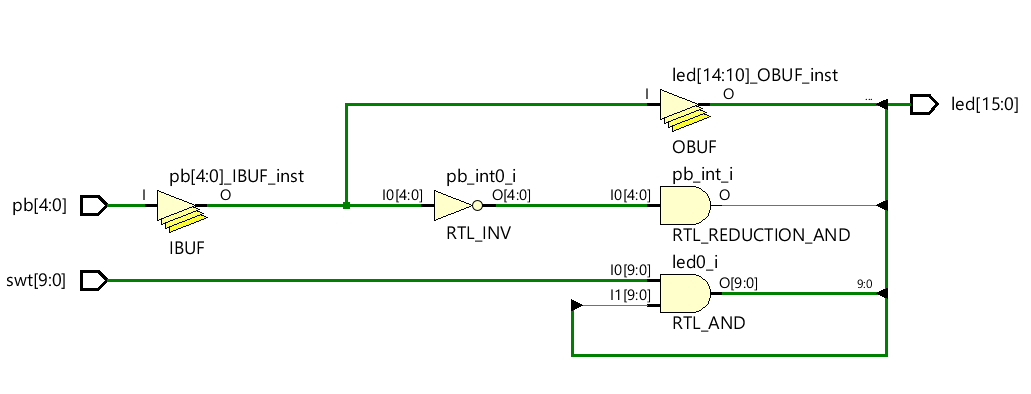 led[14:10]_OBUF_inst
I
O
...
led[15:0]
OBUF
pb[4:0]_IBUF_inst
pb_int0_i
pb_int_i
I
O
I0[4:0]
O[4:0]
I0[4:0]
O
pb[4:0]
IBUF
RTL_INV
RTL_REDUCTION_AND
led0_i
swt[9:0]
I0[9:0]
I1[9:0]
O[9:0]
9:0
RTL_AND